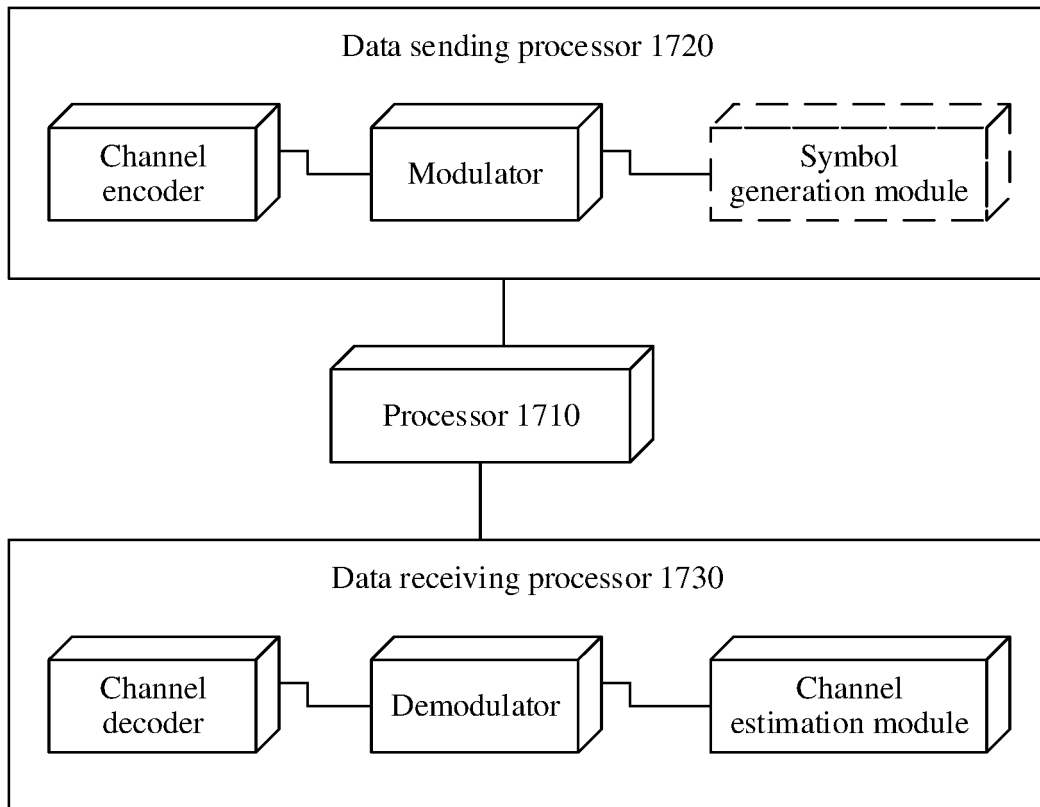 Data sending processor 1720
Channel
encoder
Modulator
Symbol
generation module
Processor 1710
Data receiving processor 1730
Channel
decoder
Demodulator
Channel
estimation module